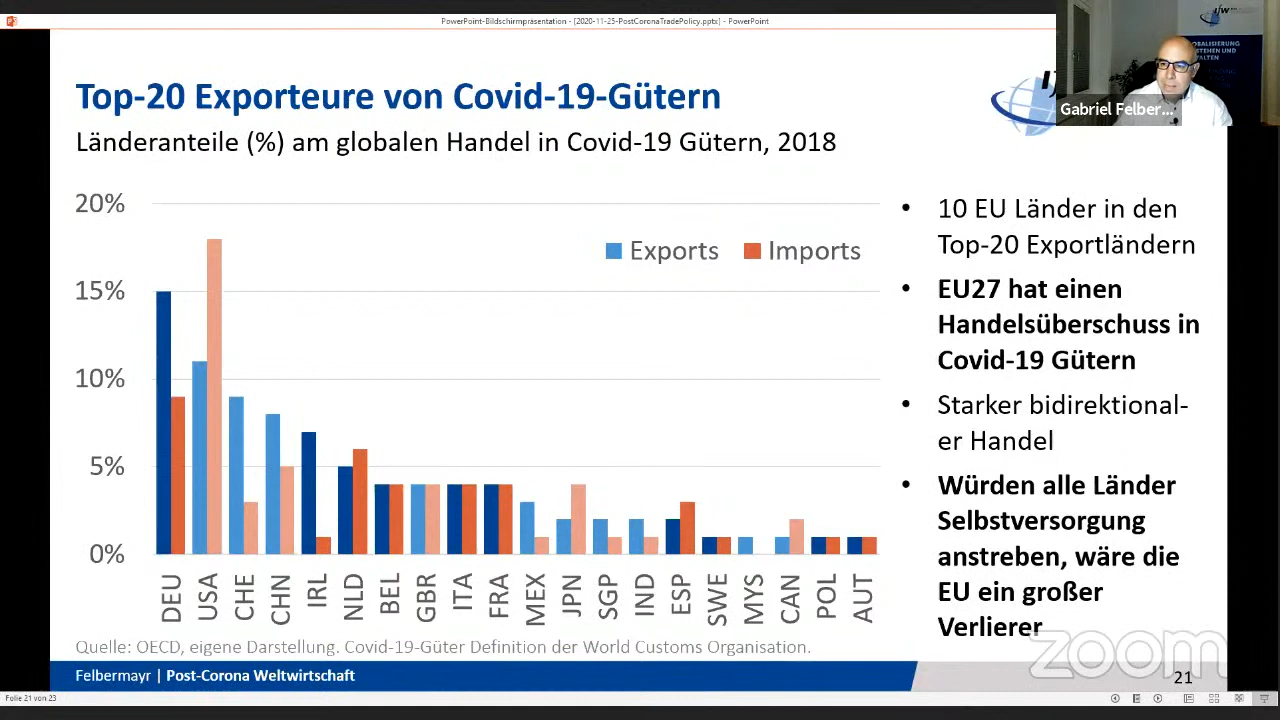 PowerPoint-Bildschirmpräsentation - [2020-11-25-PostCoronaTradePolicy.pptx] - PowerPoint
Top-20 Exporteure von Covid-19-Gütern
Länderanteile (%) am globalen Handel in Covid-19 Gütern, 2018
Gabriel Felber...
20%
15%
10%
5%
0%
Exports
Imports
DEU
USA
CHE
CHN
IRL
NLD
BEL
GBR
ITA
FRA
MEX
JPN
SGP
IND
ESP
SWE
MYS
CAN
POL
AUT
• 10 EU Länder in den
Top-20 Exportländern
• EU27 hat einen
Handelsüberschuss in
Covid-19 Gütern
• Starker bidirektional-
er Handel
• Würden alle Länder
Selbstversorgung
anstreben, wäre die
EU ein großer
Verlierer
Quelle: OECD, eigene Darstellung. Covid-19-Güter Definition der World Customs Organisation.
zoom
Felbermayr | Post-Corona Weltwirtschaft
21
Folie 21 von 23